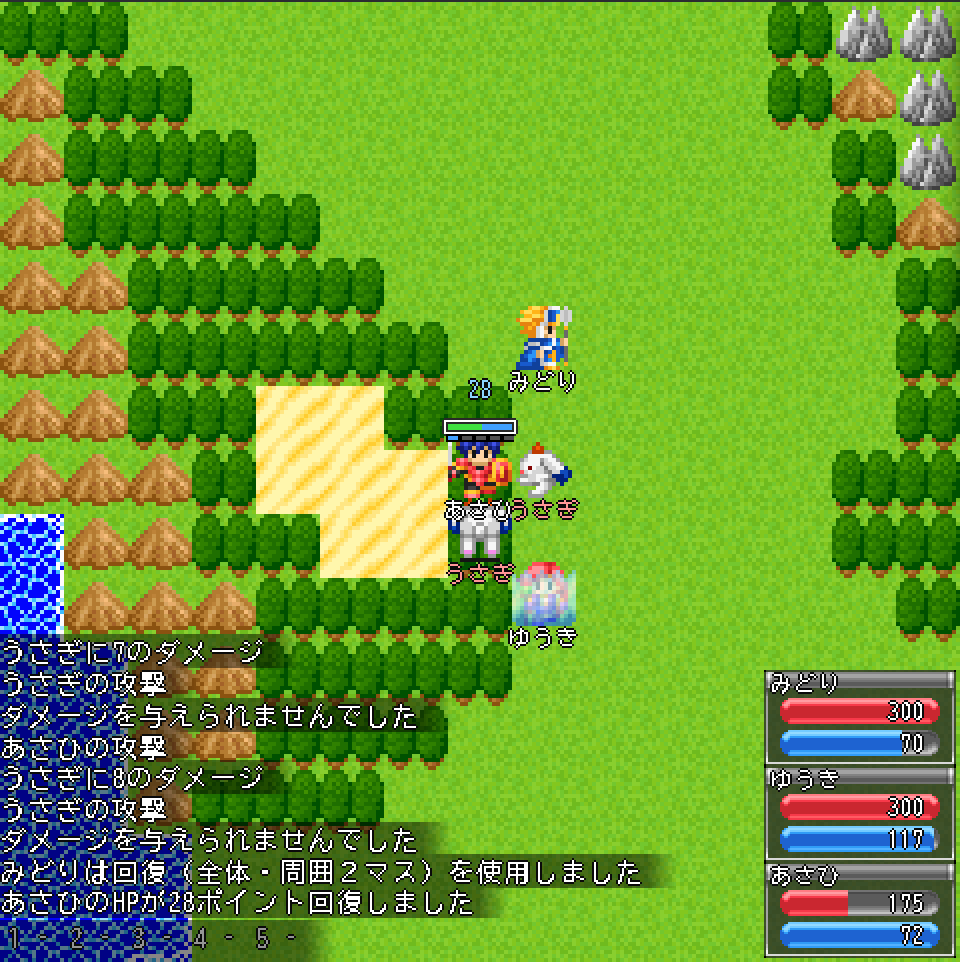 みどり
28
あさひ
うさぎ
うさぎ
ゆうき
うさぎに7のダメージ
うさぎの攻撃
ダメージを与えられませんでした
あさひの攻撃
うさぎに8のダメージ
うさぎの攻撃
ダメージを与えられませんでした
みどりは回復（全体・周囲２マス）を使用しました
あさひのHPが28ポイント回復しました
1 - 2 - 3 - 4 - 5 -
みどり
300
70
ゆうき
300
117
あさひ
175
72